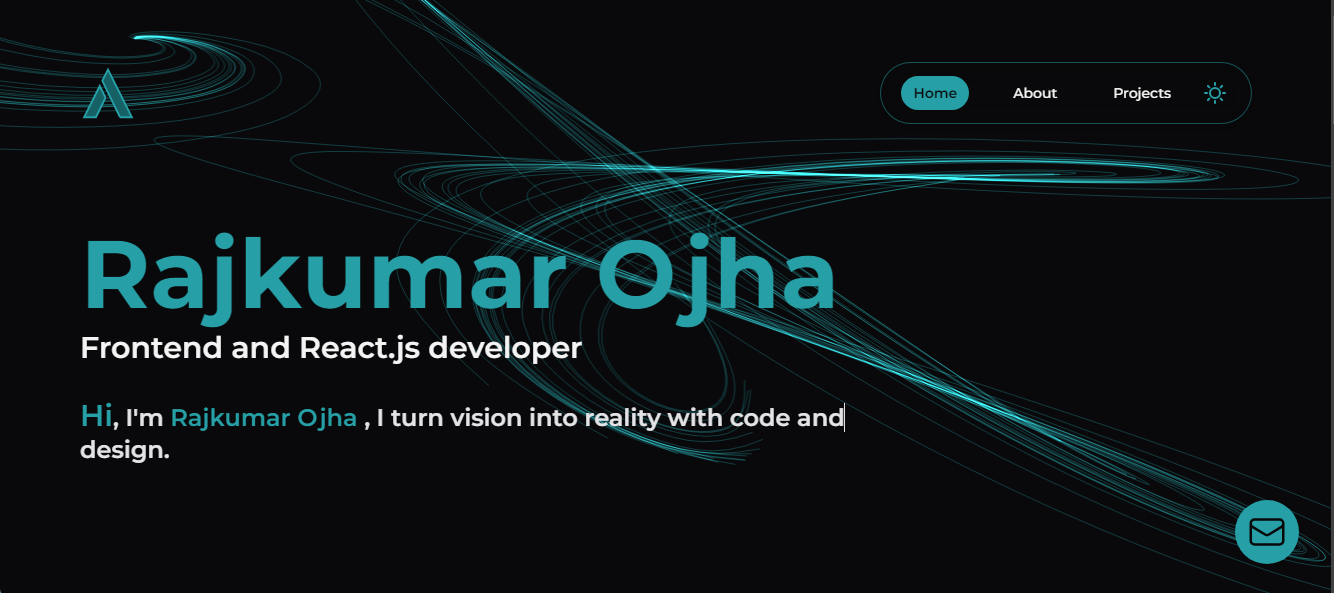 Home About Projects
Rajkumar Ojha
Frontend and React.js developer
Hi, I'm Rajkumar Ojha , I turn vision into reality with code and
design.